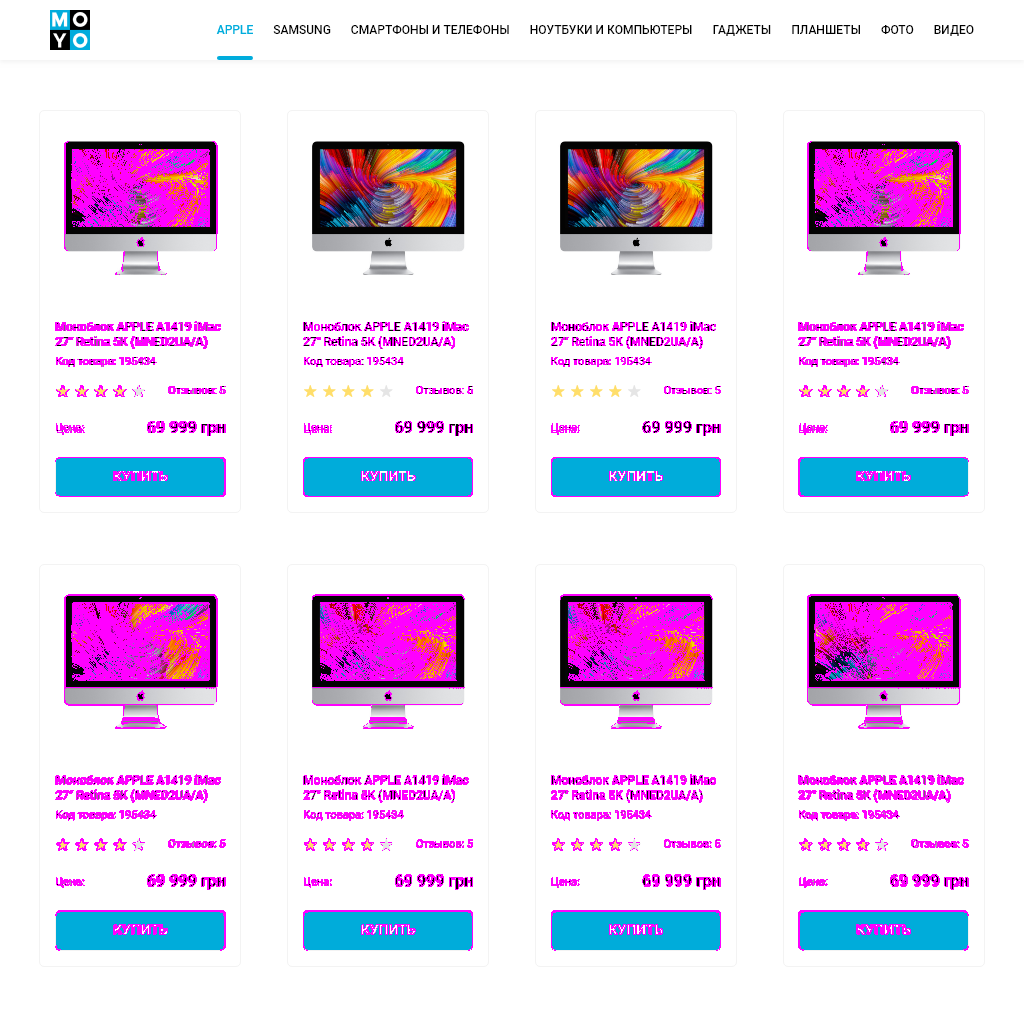 MOYO
APPLE SAMSUNG СМАРТФОНЫ И ТЕЛЕФОНЫ НОУТБУКИ И КОМПЬЮТЕРЫ ГАДЖЕТЫ ПЛАНШЕТЫ ФОТО ВИДЕО
Моноблок APPLE A1419 iMac
27" Retina 5K (MNED2UA/A)
Код товара: 195434
Отзывов: 5
Цена: 69 999 грн
КУПИТЬ
Моноблок APPLE A1419 iMac
27" Retina 5K (MNED2UA/A)
Код товара: 195434
Отзывов: 5
Цена: 69 999 грн
КУПИТЬ
Моноблок APPLE A1419 iMac
27" Retina 5K (MNED2UA/A)
Код товара: 195434
Отзывов: 5
Цена: 69 999 грн
КУПИТЬ
Моноблок APPLE A1419 iMac
27" Retina 5K (MNED2UA/A)
Код товара: 195434
Отзывов: 5
Цена: 69 999 грн
КУПИТЬ
Моноблок APPLE A1419 iMac
27" Retina 5K (MNED2UA/A)
Код товара: 195434
Отзывов: 5
Цена: 69 999 грн
КУПИТЬ
Моноблок APPLE A1419 iMac
27" Retina 5K (MNED2UA/A)
Код товара: 195434
Отзывов: 5
Цена: 69 999 грн
КУПИТЬ
Моноблок APPLE A1419 iMac
27" Retina 5K (MNED2UA/A)
Код товара: 195434
Отзывов: 5
Цена: 69 999 грн
КУПИТЬ
Моноблок APPLE A1419 iMac
27" Retina 5K (MNED2UA/A)
Код товара: 195434
Отзывов: 5
Цена: 69 999 грн
КУПИТЬ